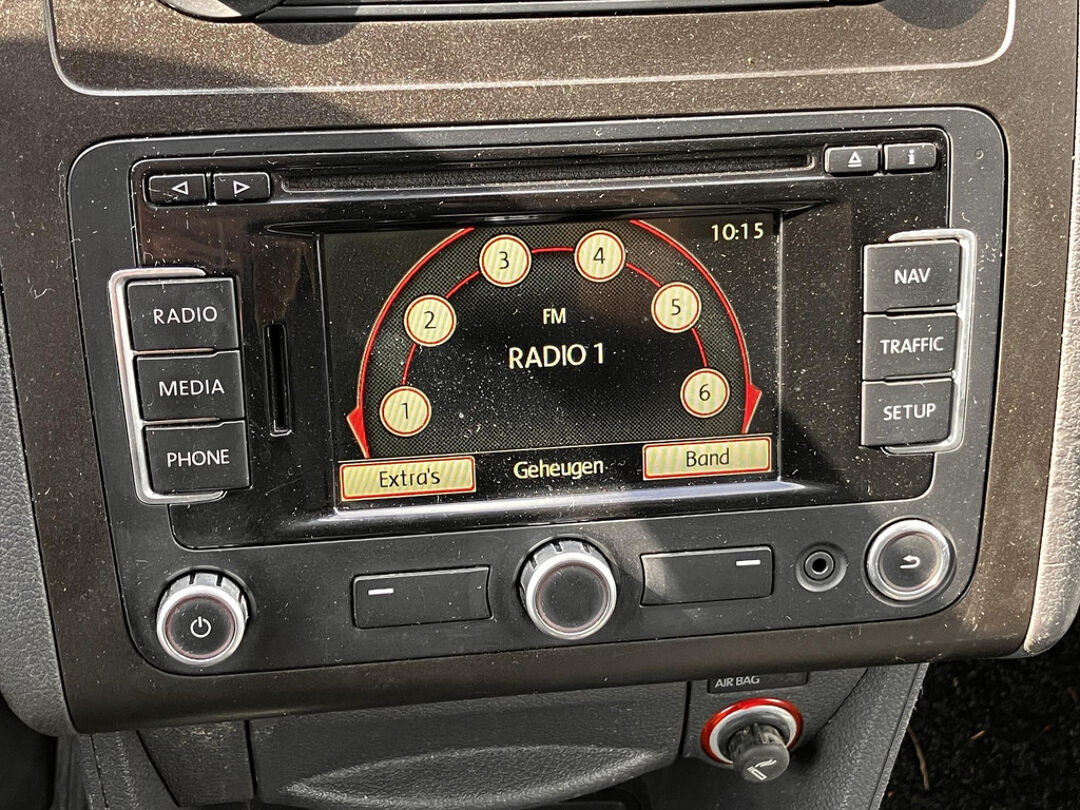 10:15
3 4
2 5
FM
RADIO 1
1 6
Extra's Geheugen Band
RADIO
MEDIA
PHONE
NAV
TRAFFIC
SETUP
i
AIR BAG